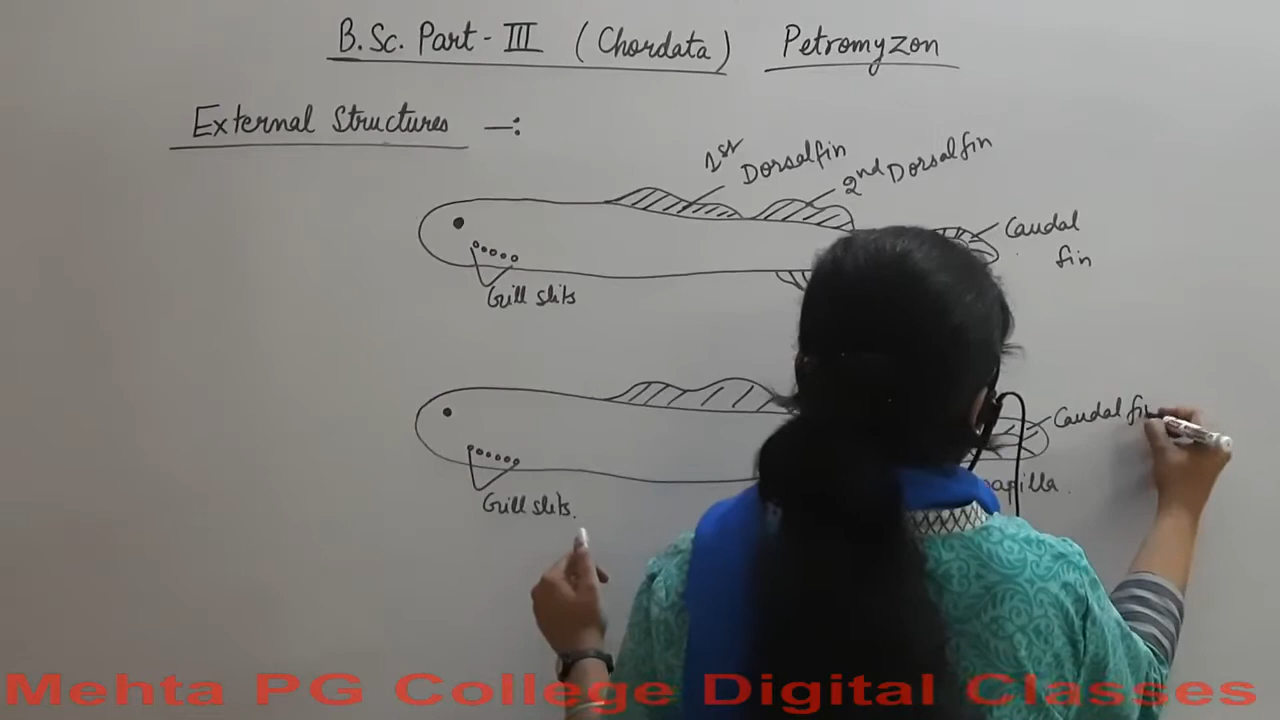 B.Sc. Part - III (Chordata) Petromyzon
External Structures -:
1st Dorsal fin
2nd Dorsal fin
Caudal
fin
Gill slits
Caudal fin
papilla
Gill slits.
Mehta PG College Digital Classes